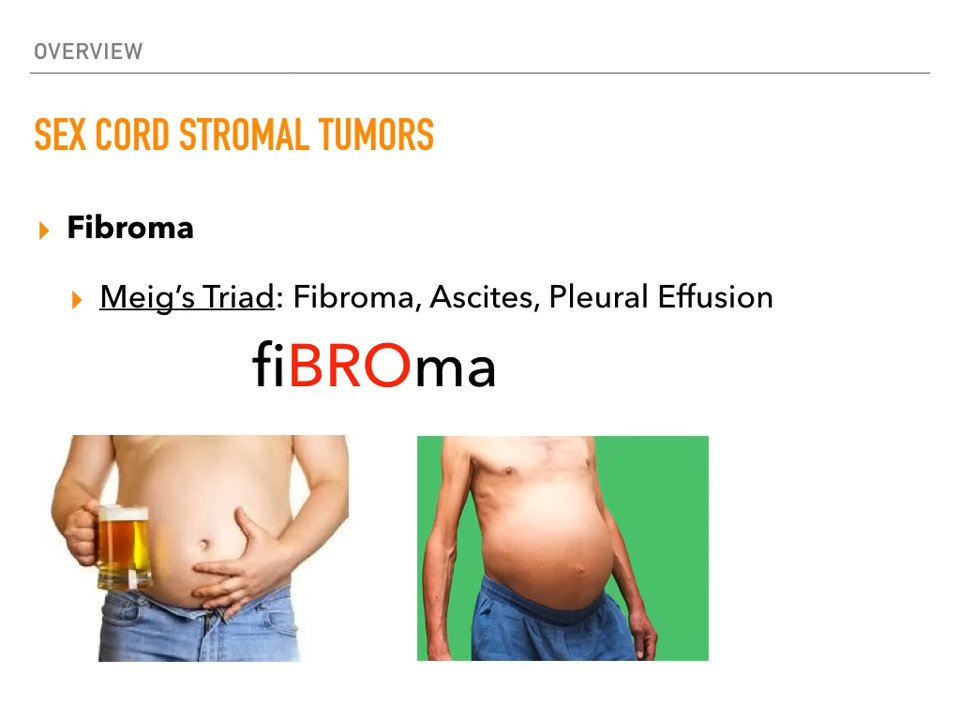 OVERVIEW
SEX CORD STROMAL TUMORS
Fibroma
Meig’s Triad: Fibroma, Ascites, Pleural Effusion
fiBROma